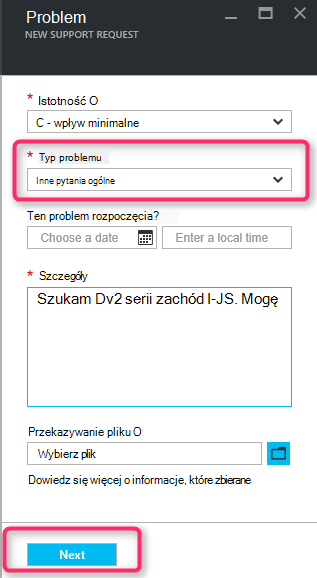 Problem
NEW SUPPORT REQUEST
* Istotność O
C - wpływ minimalne
* Typ problemu
Inne pytania ogólne
Ten problem rozpoczęcia?
Choose a date
Enter a local time
* Szczegóły
Szukam Dv2 serii zachód I-JS. Mogę
Przekazywanie pliku O
Wybierz plik
Dowiedz się więcej o informacje, które zbierane
Next